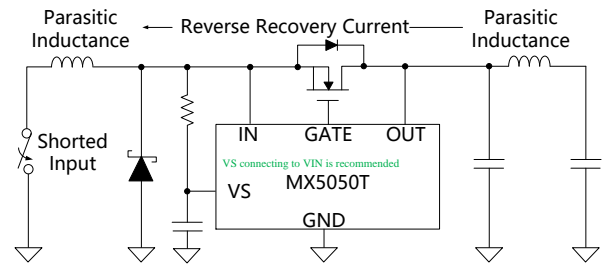 Parasitic
Inductance
Reverse Recovery Current
Parasitic
Inductance
Shorted
Input
IN
GATE
OUT
VS connecting to VIN is recommended
VS
MX5050T
GND